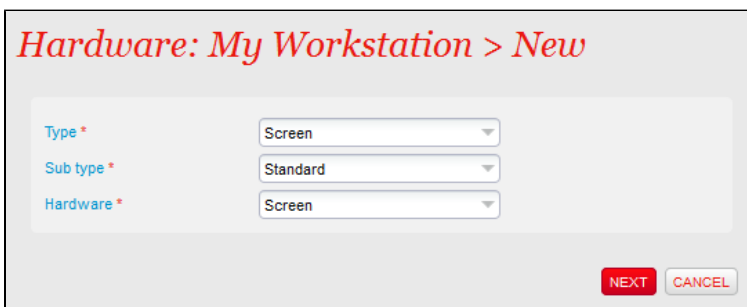 Hardware: My Workstation > New
Type * Screen
Sub type * Standard
Hardware * Screen
NEXT CANCEL